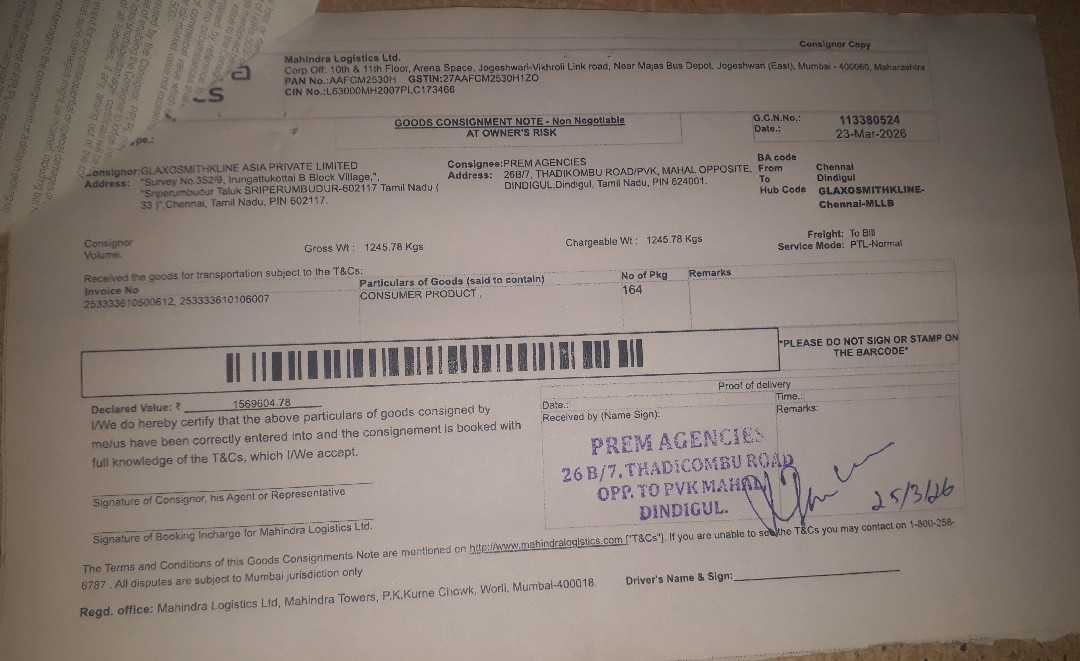 Consignor Copy
Mahindra Logistics Ltd.
Corp Off: 10th & 11th Floor, Arena Space, Jogeshwari-Vikhroli Link road, Near Majas Bus Depot, Jogeshwari (East), Mumbai - 400060, Maharashtra
PAN No.:AAFCM2530H GSTIN:27AAFCM2530H1ZO
CIN No:L63000MH2007PLC173466
GOODS CONSIGNMENT NOTE - Non Negotiable
AT OWNER'S RISK
G.C.N.No.: 113380524
Date.: 23-Mar-2026
Consignor:GLAXOSMITHKLINE ASIA PRIVATE LIMITED
Address: "Survey No.352/9, Irungattukottai B Block Village,",
"Sriperumbudur Taluk SRIPERUMBUDUR-602117 Tamil Nadu (
33 )",Chennai, Tamil Nadu, PIN 602117.
Consignee:PREM AGENCIES
Address: 26B/7, THADIKOMBU ROAD/PVK, MAHAL OPPOSITE,
DINDIGUL,Dindigul, Tamil Nadu, PIN 624001.
BA code
From Chennai
To Dindigul
Hub Code GLAXOSMITHKLINE-
Chennai-MLLB
Consignor
Volume.
Gross Wt : 1245.78 Kgs
Chargeable Wt : 1245.78 Kgs
Freight: To Bill
Service Mode: PTL-Normal
Received the goods for transportation subject to the T&Cs:
Invoice No
253333610500612, 253333610106007
Particulars of Goods (said to contain)
CONSUMER PRODUCT ,
No of Pkg
164
Remarks
"PLEASE DO NOT SIGN OR STAMP ON
THE BARCODE"
Declared Value: ₹ 1569604.78
I/We do hereby certify that the above particulars of goods consigned by
me/us have been correctly entered into and the consignement is booked with
full knowledge of the T&Cs, which I/We accept.
Signature of Consignor, his Agent or Representative
Signature of Booking Incharge for Mahindra Logistics Ltd.
Proof of delivery
Date.:
Time.:
Received by (Name Sign):
Remarks:
PREM AGENCIES
26 B/7, THADICOMBU ROAD
OPP. TO PVK MAHAL
DINDIGUL.
25/3/26
The Terms and Conditions of this Goods Consignments Note are mentioned on http://www.mahindralogistics.com ("T&Cs"). If you are unable to see the T&Cs you may contact on 1-800-258-
6787 . All disputes are subject to Mumbai jurisdiction only
Regd. office: Mahindra Logistics Ltd, Mahindra Towers, P.K.Kurne Chowk, Worli, Mumbai-400018.
Driver's Name & Sign: